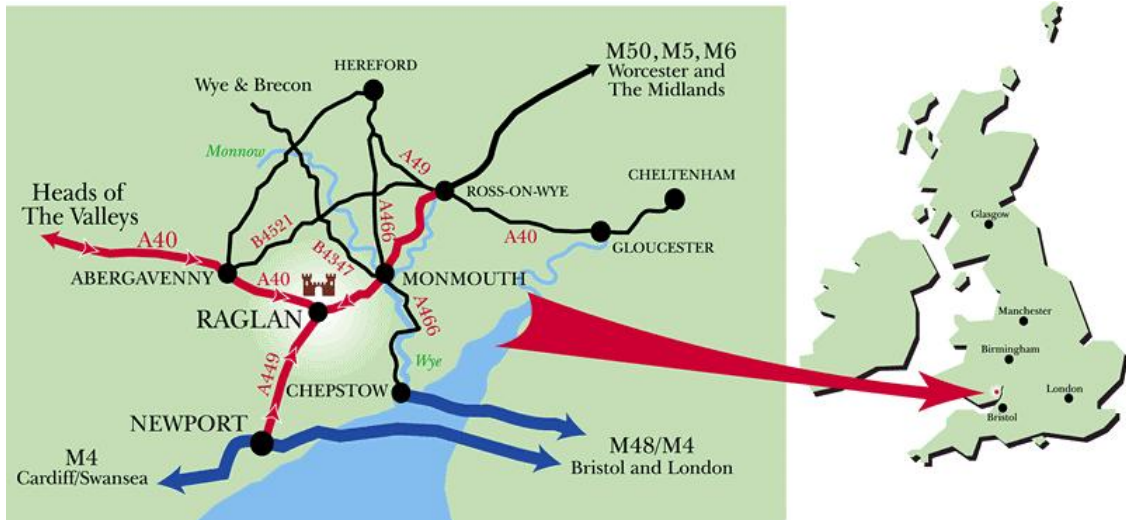 M50, M5, M6
Worcester and
The Midlands
HEREFORD
Wye & Brecon
Monnow
A49
ROSS-ON-WYE
CHELTENHAM
Heads of
The Valleys
A40
B4521
A466
B4347
A40
GLOUCESTER
ABERGAVENNY
A40
MONMOUTH
RAGLAN
A466
A449
Wye
CHEPSTOW
NEWPORT
M4
Cardiff/Swansea
M48/M4
Bristol and London
Glasgow
Manchester
Birmingham
London
Bristol